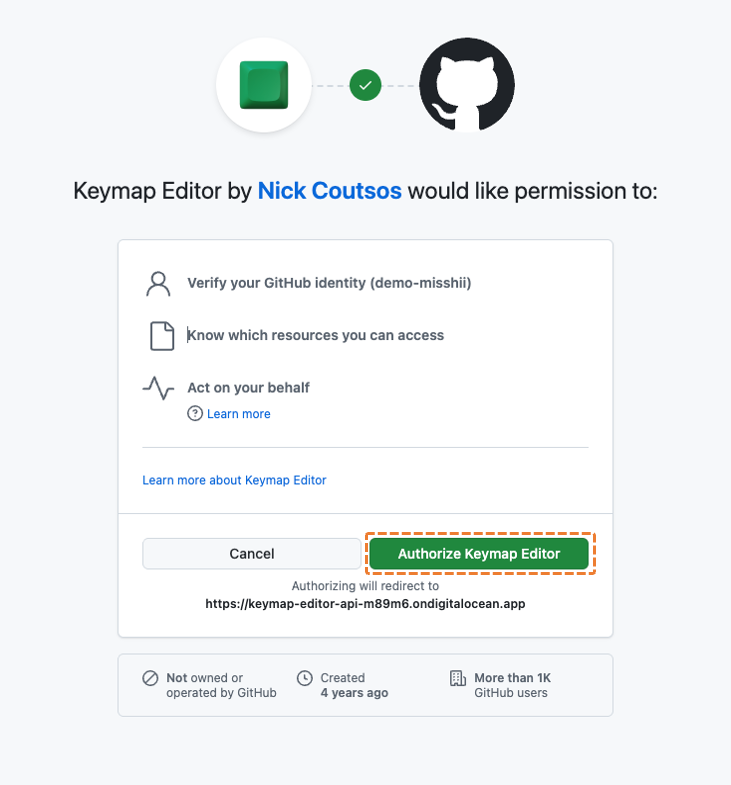 Keymap Editor by Nick Coutsos would like permission to:
Verify your GitHub identity (demo-misshii)
Know which resources you can access
Act on your behalf
Learn more
Learn more about Keymap Editor
Cancel
Authorize Keymap Editor
Authorizing will redirect to
https://keymap-editor-api-m89m6.ondigitalocean.app
Not owned or
operated by GitHub
Created
4 years ago
More than 1K
GitHub users